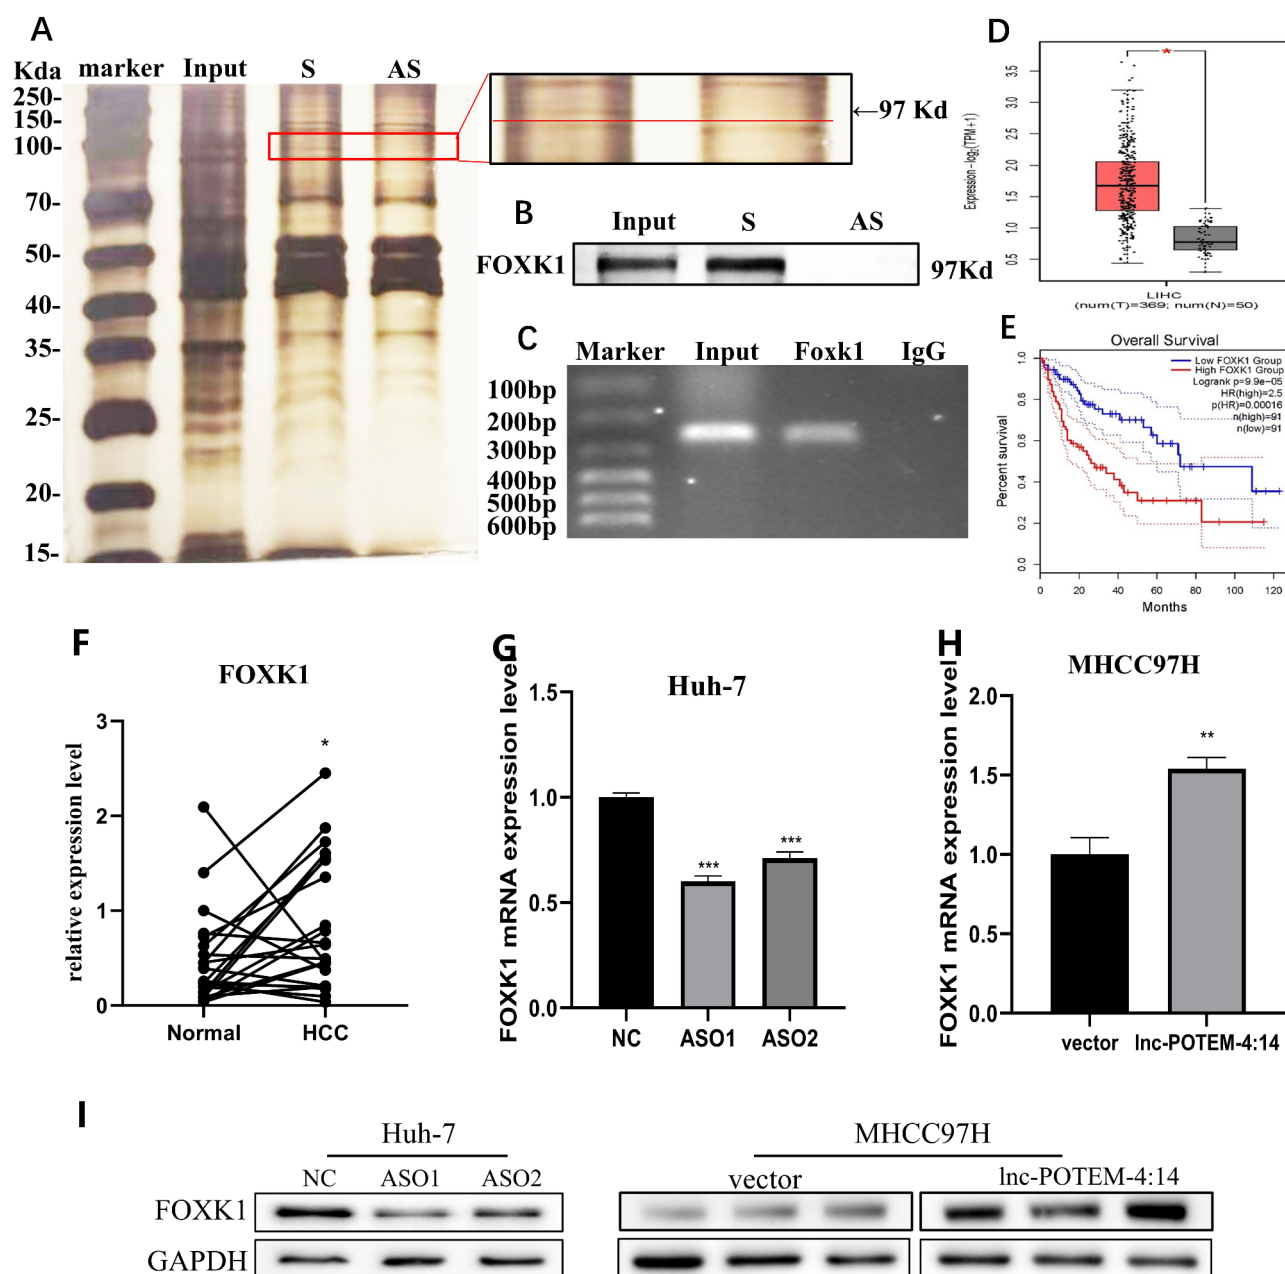 A
Kda marker Input S AS
250-
150-
100-
70-
50-
40-
35-
25-
20-
15-
←97 Kd
B
Input S AS
FOXK1
97Kd
C
Marker Input Foxk1 IgG
100bp
200bp
300bp
400bp
500bp
600bp
D
Expression - log₂(TPM+1)
3.5
3.0
2.5
2.0
1.5
1.0
0.5
*
LIHC
(num(T)=369; num(N)=50)
E
Overall Survival
Low FOXK1 Group
High FOXK1 Group
Logrank p=9.9e-05
HR(high)=2.5
p(HR)=0.00016
n(high)=91
n(low)=91
Percent survival
1.0
0.8
0.6
0.4
0.2
0.0
0 20 40 60 80 100 120
Months
F
FOXK1
relative expression level
3
2
1
0
*
Normal HCC
G
Huh-7
FOXK1 mRNA expression level
1.5
1.0
0.5
0.0
***
***
NC ASO1 ASO2
H
MHCC97H
FOXK1 mRNA expression level
2.0
1.5
1.0
0.5
0.0
**
vector lnc-POTEM-4:14
I
Huh-7 MHCC97H
NC ASO1 ASO2 vector lnc-POTEM-4:14
FOXK1
GAPDH